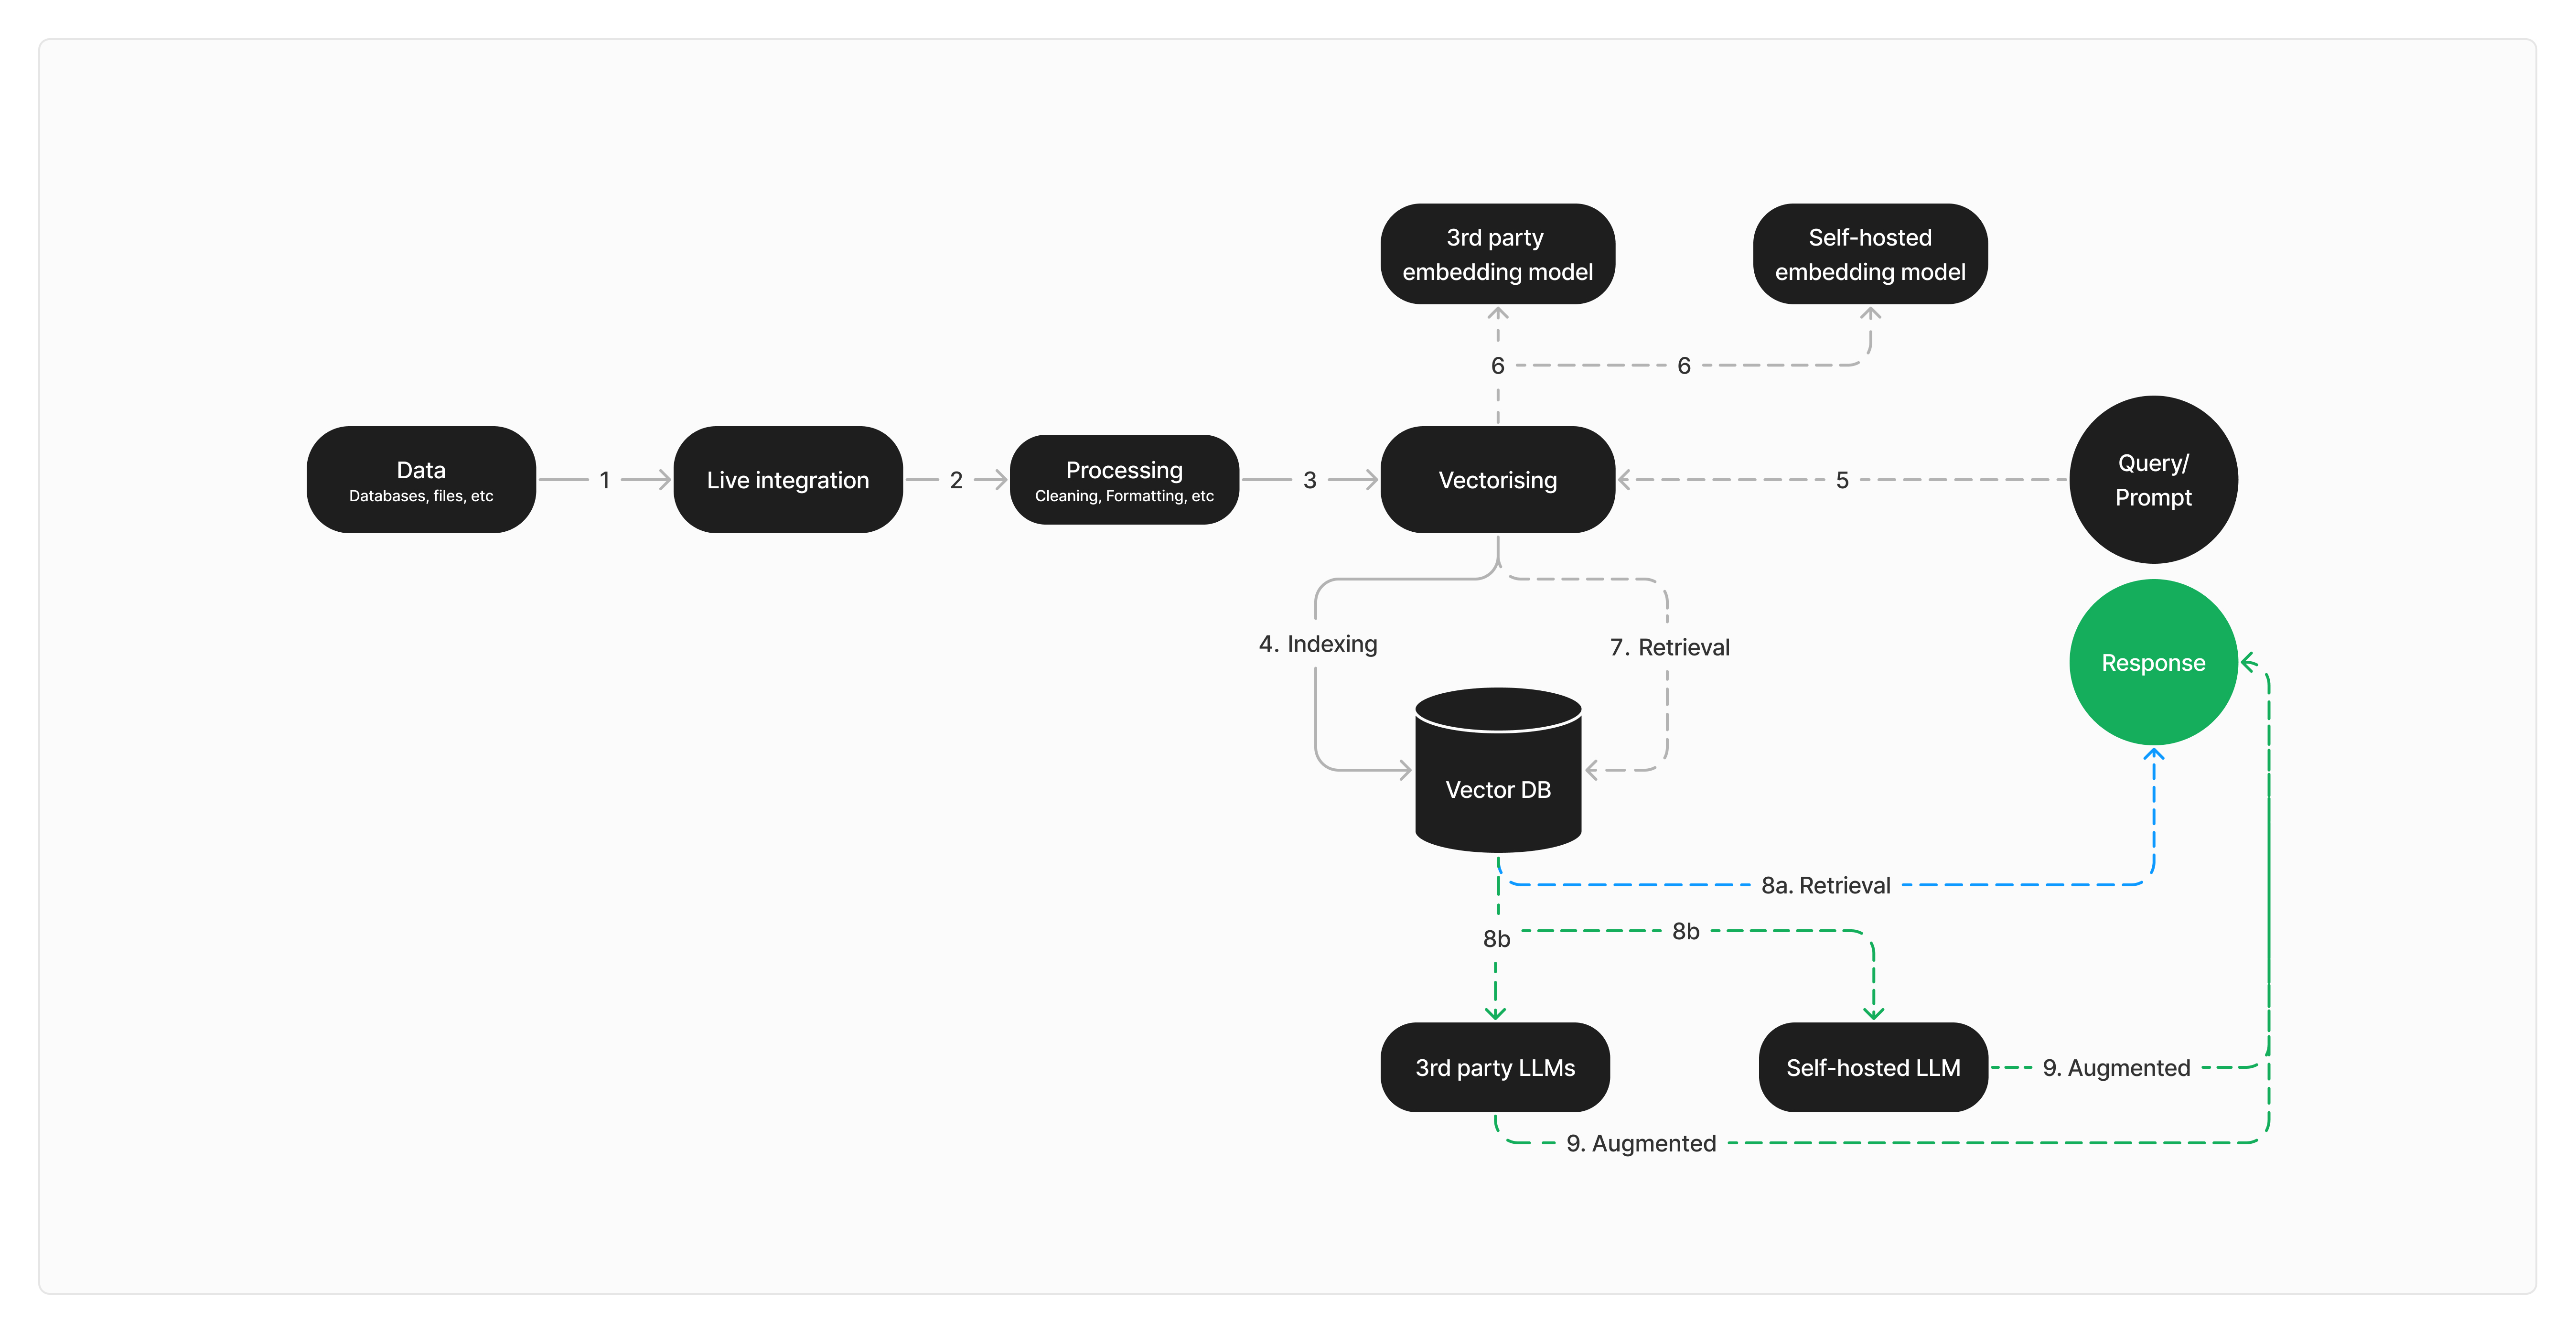 3rd party
embedding model
Self-hosted
embedding model
6
6
Data
Databases, files, etc
1
Live integration
2
Processing
Cleaning, Formatting, etc
3
Vectorising
5
Query/
Prompt
4. Indexing
7. Retrieval
Response
Vector DB
8a. Retrieval
8b
8b
3rd party LLMs
Self-hosted LLM
9. Augmented
9. Augmented